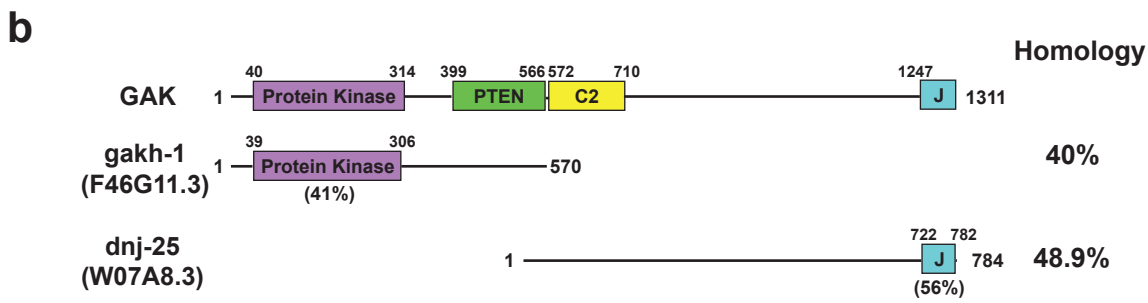 b
Homology
40 314 399 566 572 710 1247
GAK 1 Protein Kinase PTEN C2 J 1311
39 306
gakh-1
(F46G11.3)
1 Protein Kinase 570
40%
(41%)
722 782
dnj-25
(W07A8.3)
1 J 784
48.9%
(56%)